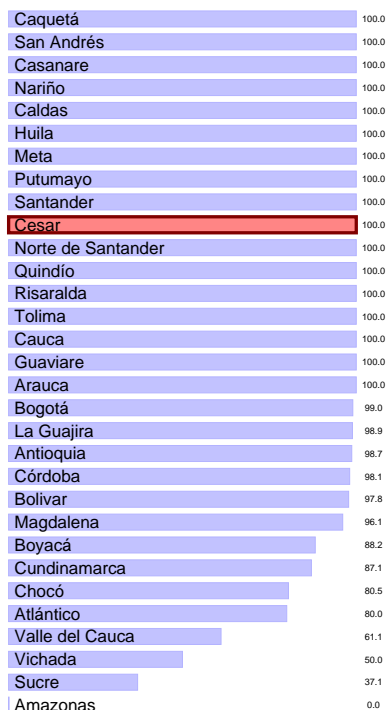 Caquetá 100.0
San Andrés 100.0
Casanare 100.0
Nariño 100.0
Caldas 100.0
Huila 100.0
Meta 100.0
Putumayo 100.0
Santander 100.0
Cesar 100.0
Norte de Santander 100.0
Quindío 100.0
Risaralda 100.0
Tolima 100.0
Cauca 100.0
Guaviare 100.0
Arauca 100.0
Bogotá 99.0
La Guajira 98.9
Antioquia 98.7
Córdoba 98.1
Bolivar 97.8
Magdalena 96.1
Boyacá 88.2
Cundinamarca 87.1
Chocó 80.5
Atlántico 80.0
Valle del Cauca 61.1
Vichada 50.0
Sucre 37.1
Amazonas 0.0